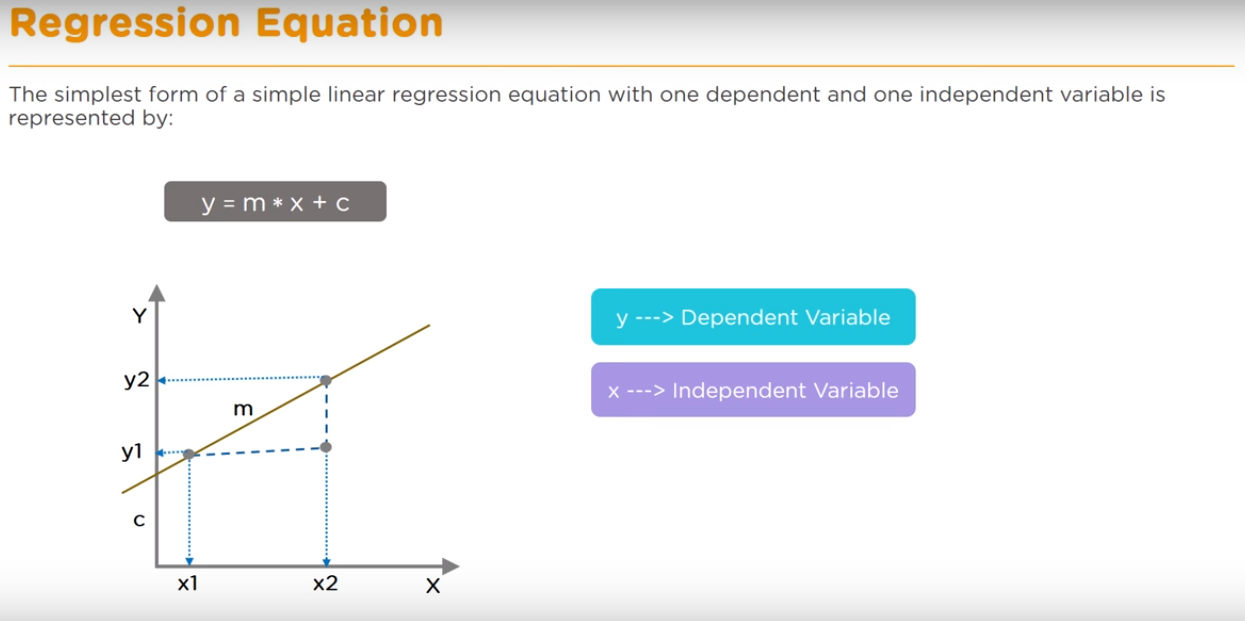 Regression Equation
The simplest form of a simple linear regression equation with one dependent and one independent variable is
represented by:
y = m * x + c
Y
y2
m
y1
c
x1
x2
X
y ---> Dependent Variable
x ---> Independent Variable